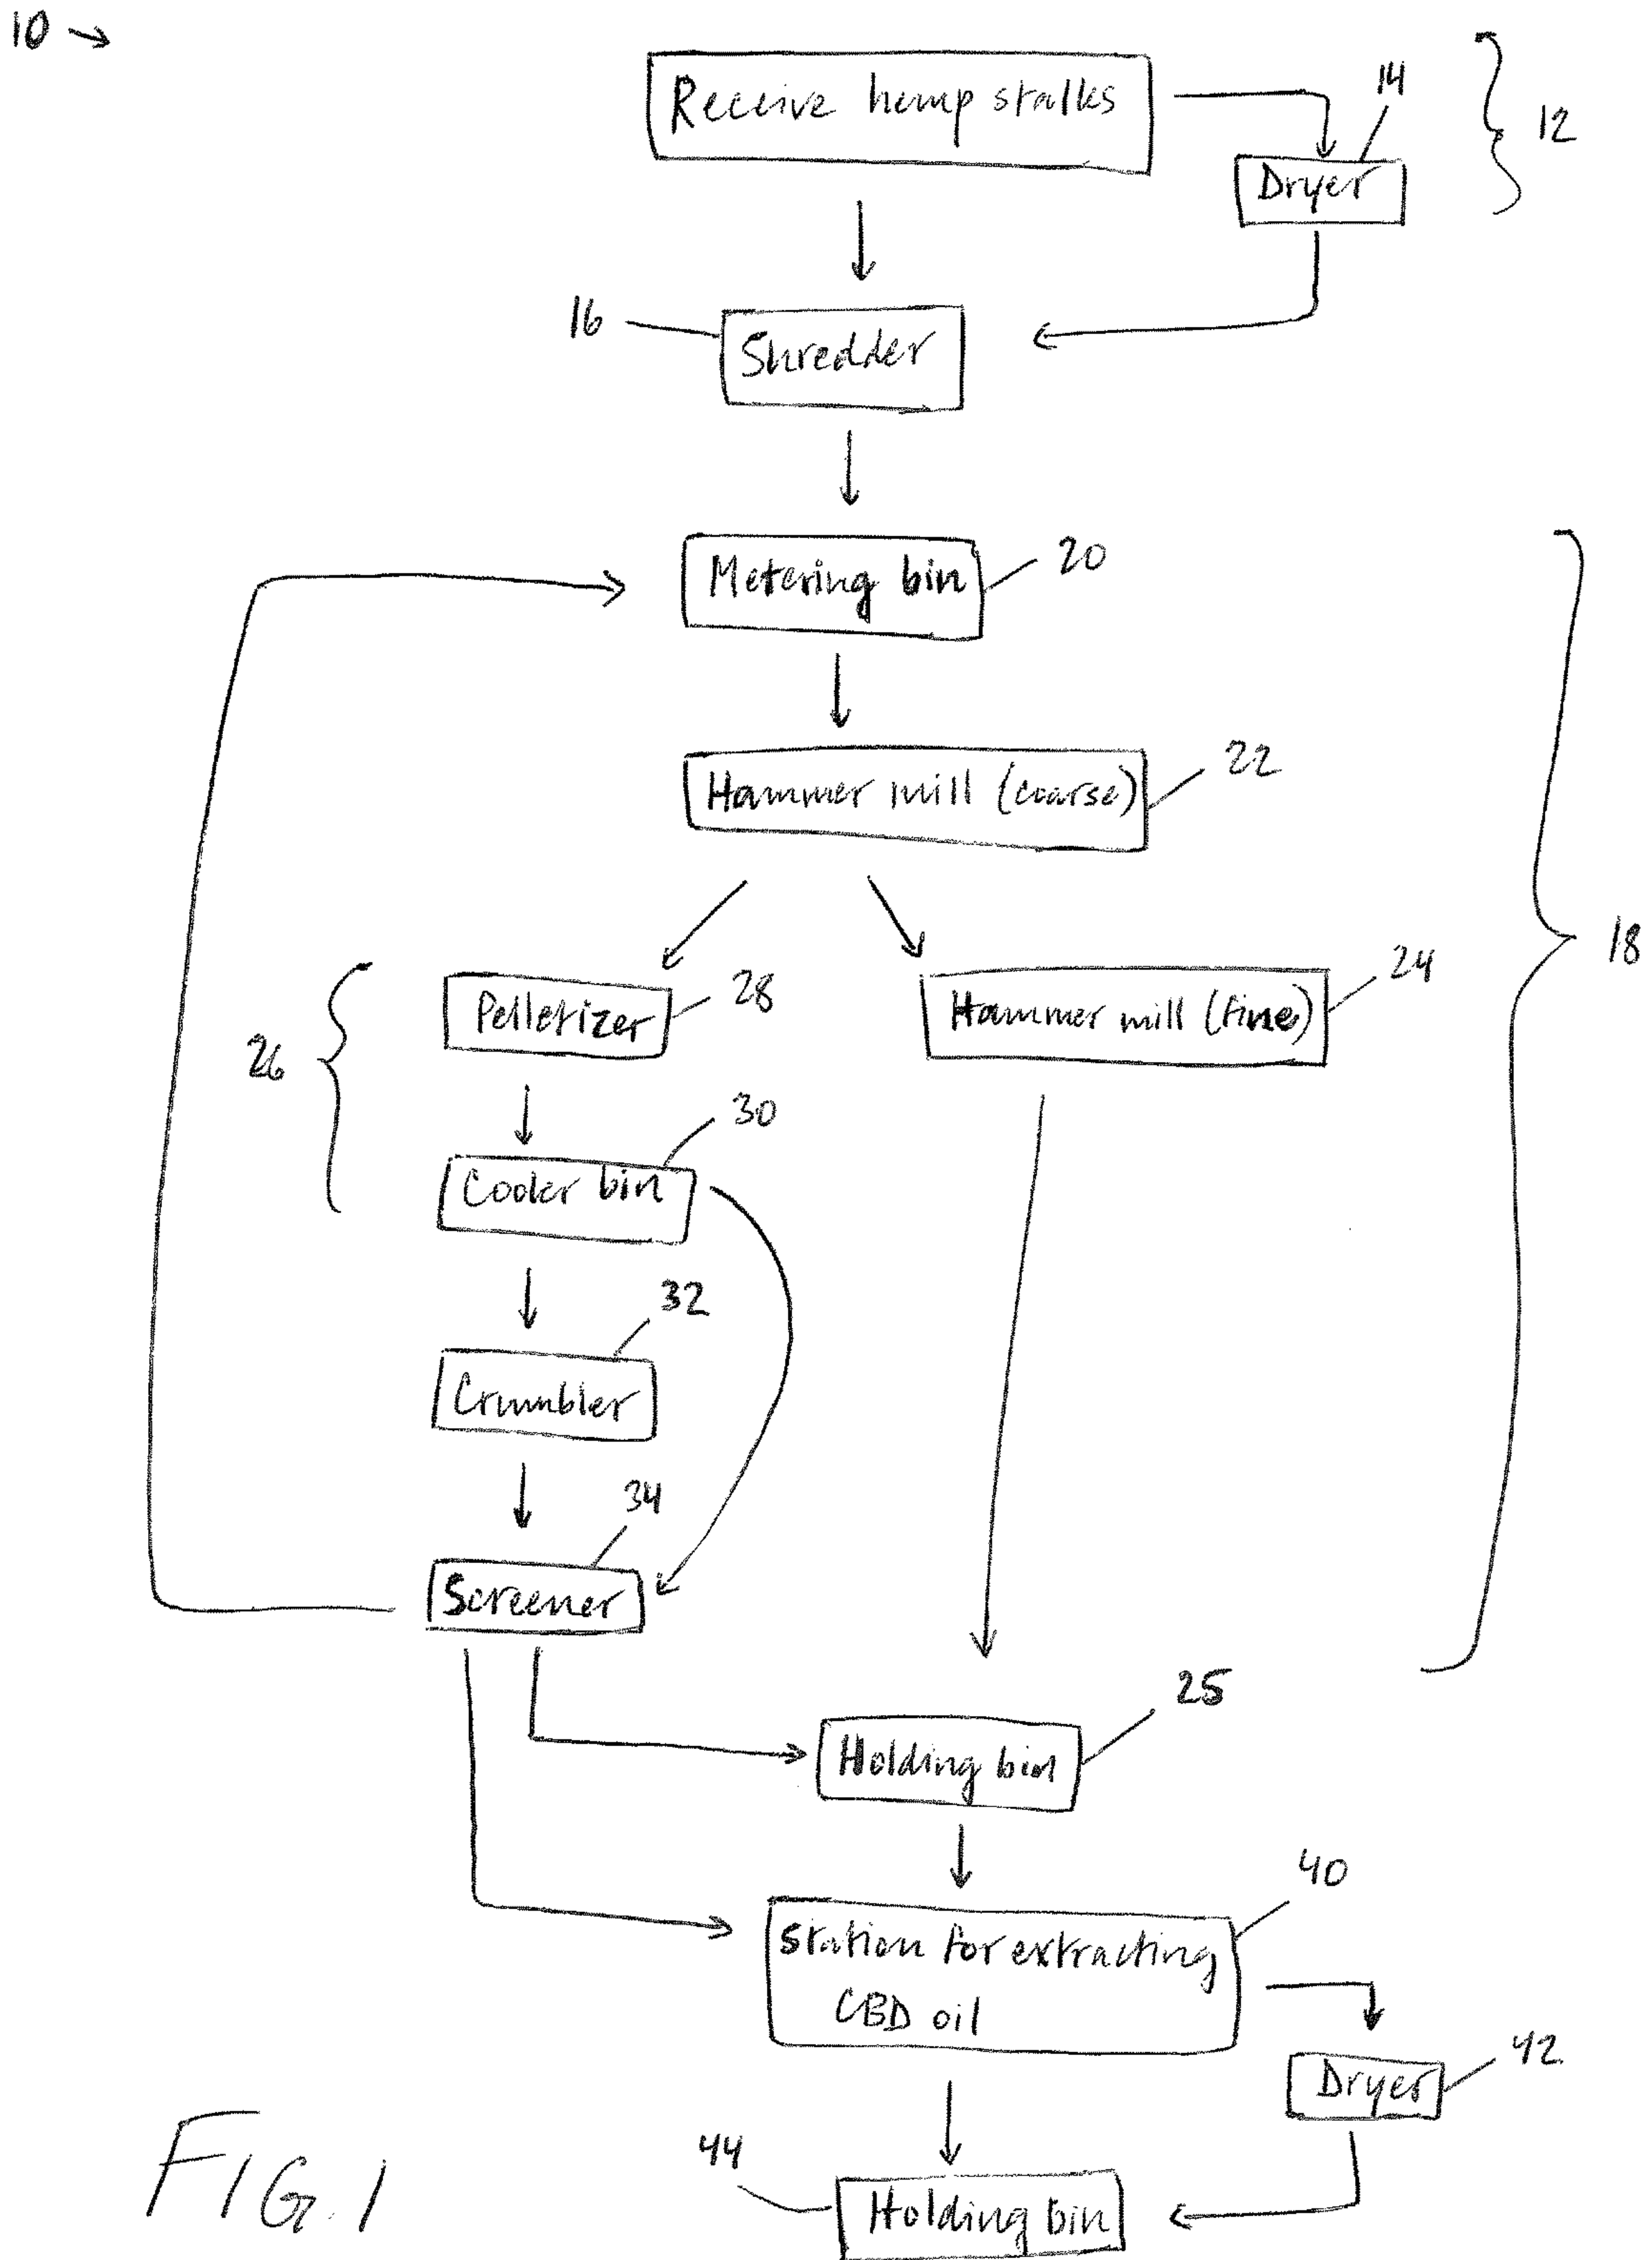 10
Receive hemp stalks
14
12
Dryer
16
Shredder
20
Metering bin
22
Hammer mill (coarse)
18
28
24
Pelletizer
Hammer mill (fine)
26
30
Cooler bin
32
Crumbler
34
Screener
25
Holding bin
40
Station for extracting
CBD oil
42
Dryer
44
Holding bin
FIG. 1